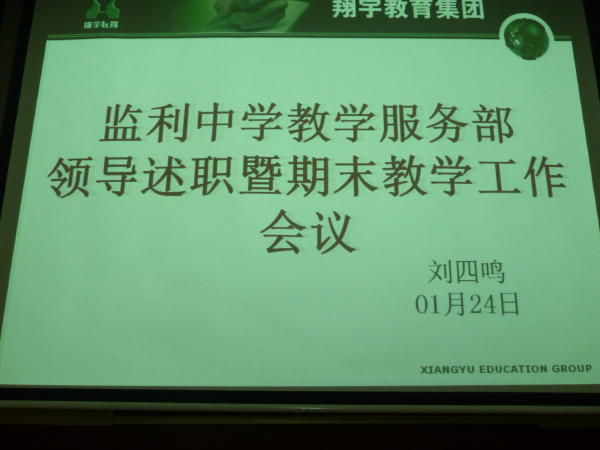 翔宇教育
翔宇教育集团
监利中学教学服务部
领导述职暨期末教学工作
会议
刘四鸣
01月24日
XIANGYU EDUCATION GROUP